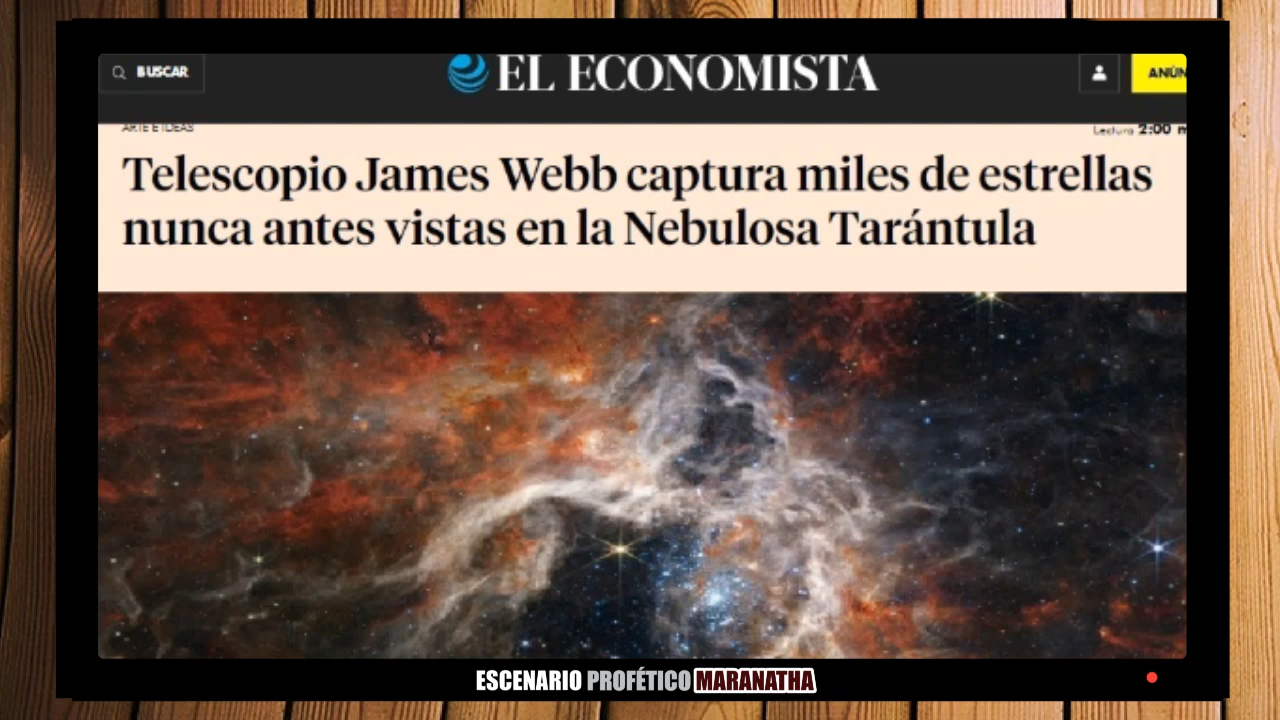 BUSCAR
EL ECONOMISTA
ANÚN
ARTE E IDEAS
Lectura 2:00 m
Telescopio James Webb captura miles de estrellas
nunca antes vistas en la Nebulosa Tarántula
ESCENARIO PROFÉTICO MARANATHA